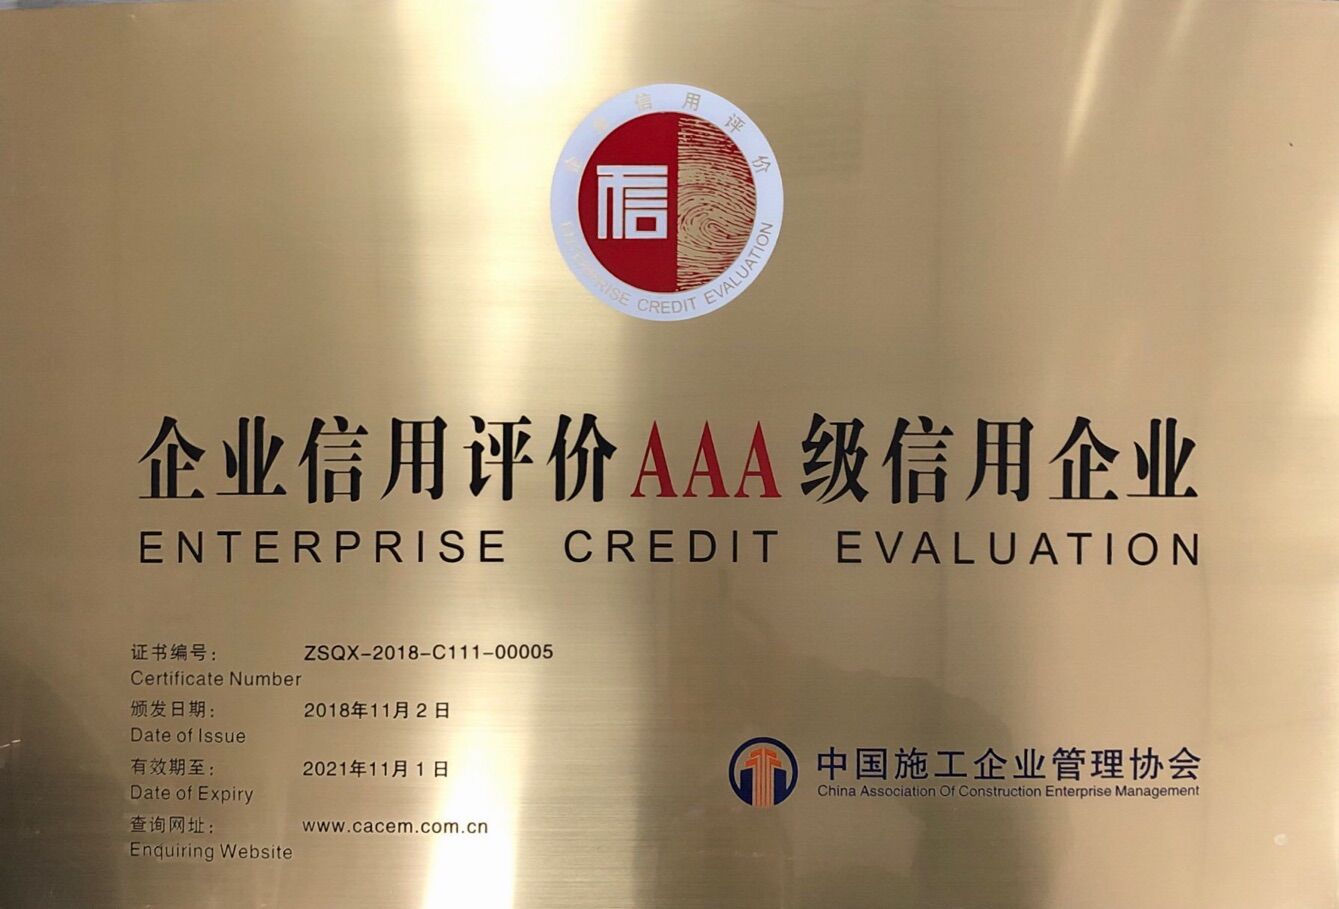 企业信用评价
信
ENTERPRISE CREDIT EVALUATION
企业信用评价AAA级信用企业
ENTERPRISE CREDIT EVALUATION
证书编号： ZSQX-2018-C111-00005
Certificate Number
颁发日期： 2018年11月2日
Date of Issue
有效期至： 2021年11月1日
Date of Expiry
查询网址： www.cacem.com.cn
Enquiring Website
中国施工企业管理协会
China Association Of Construction Enterprise Management